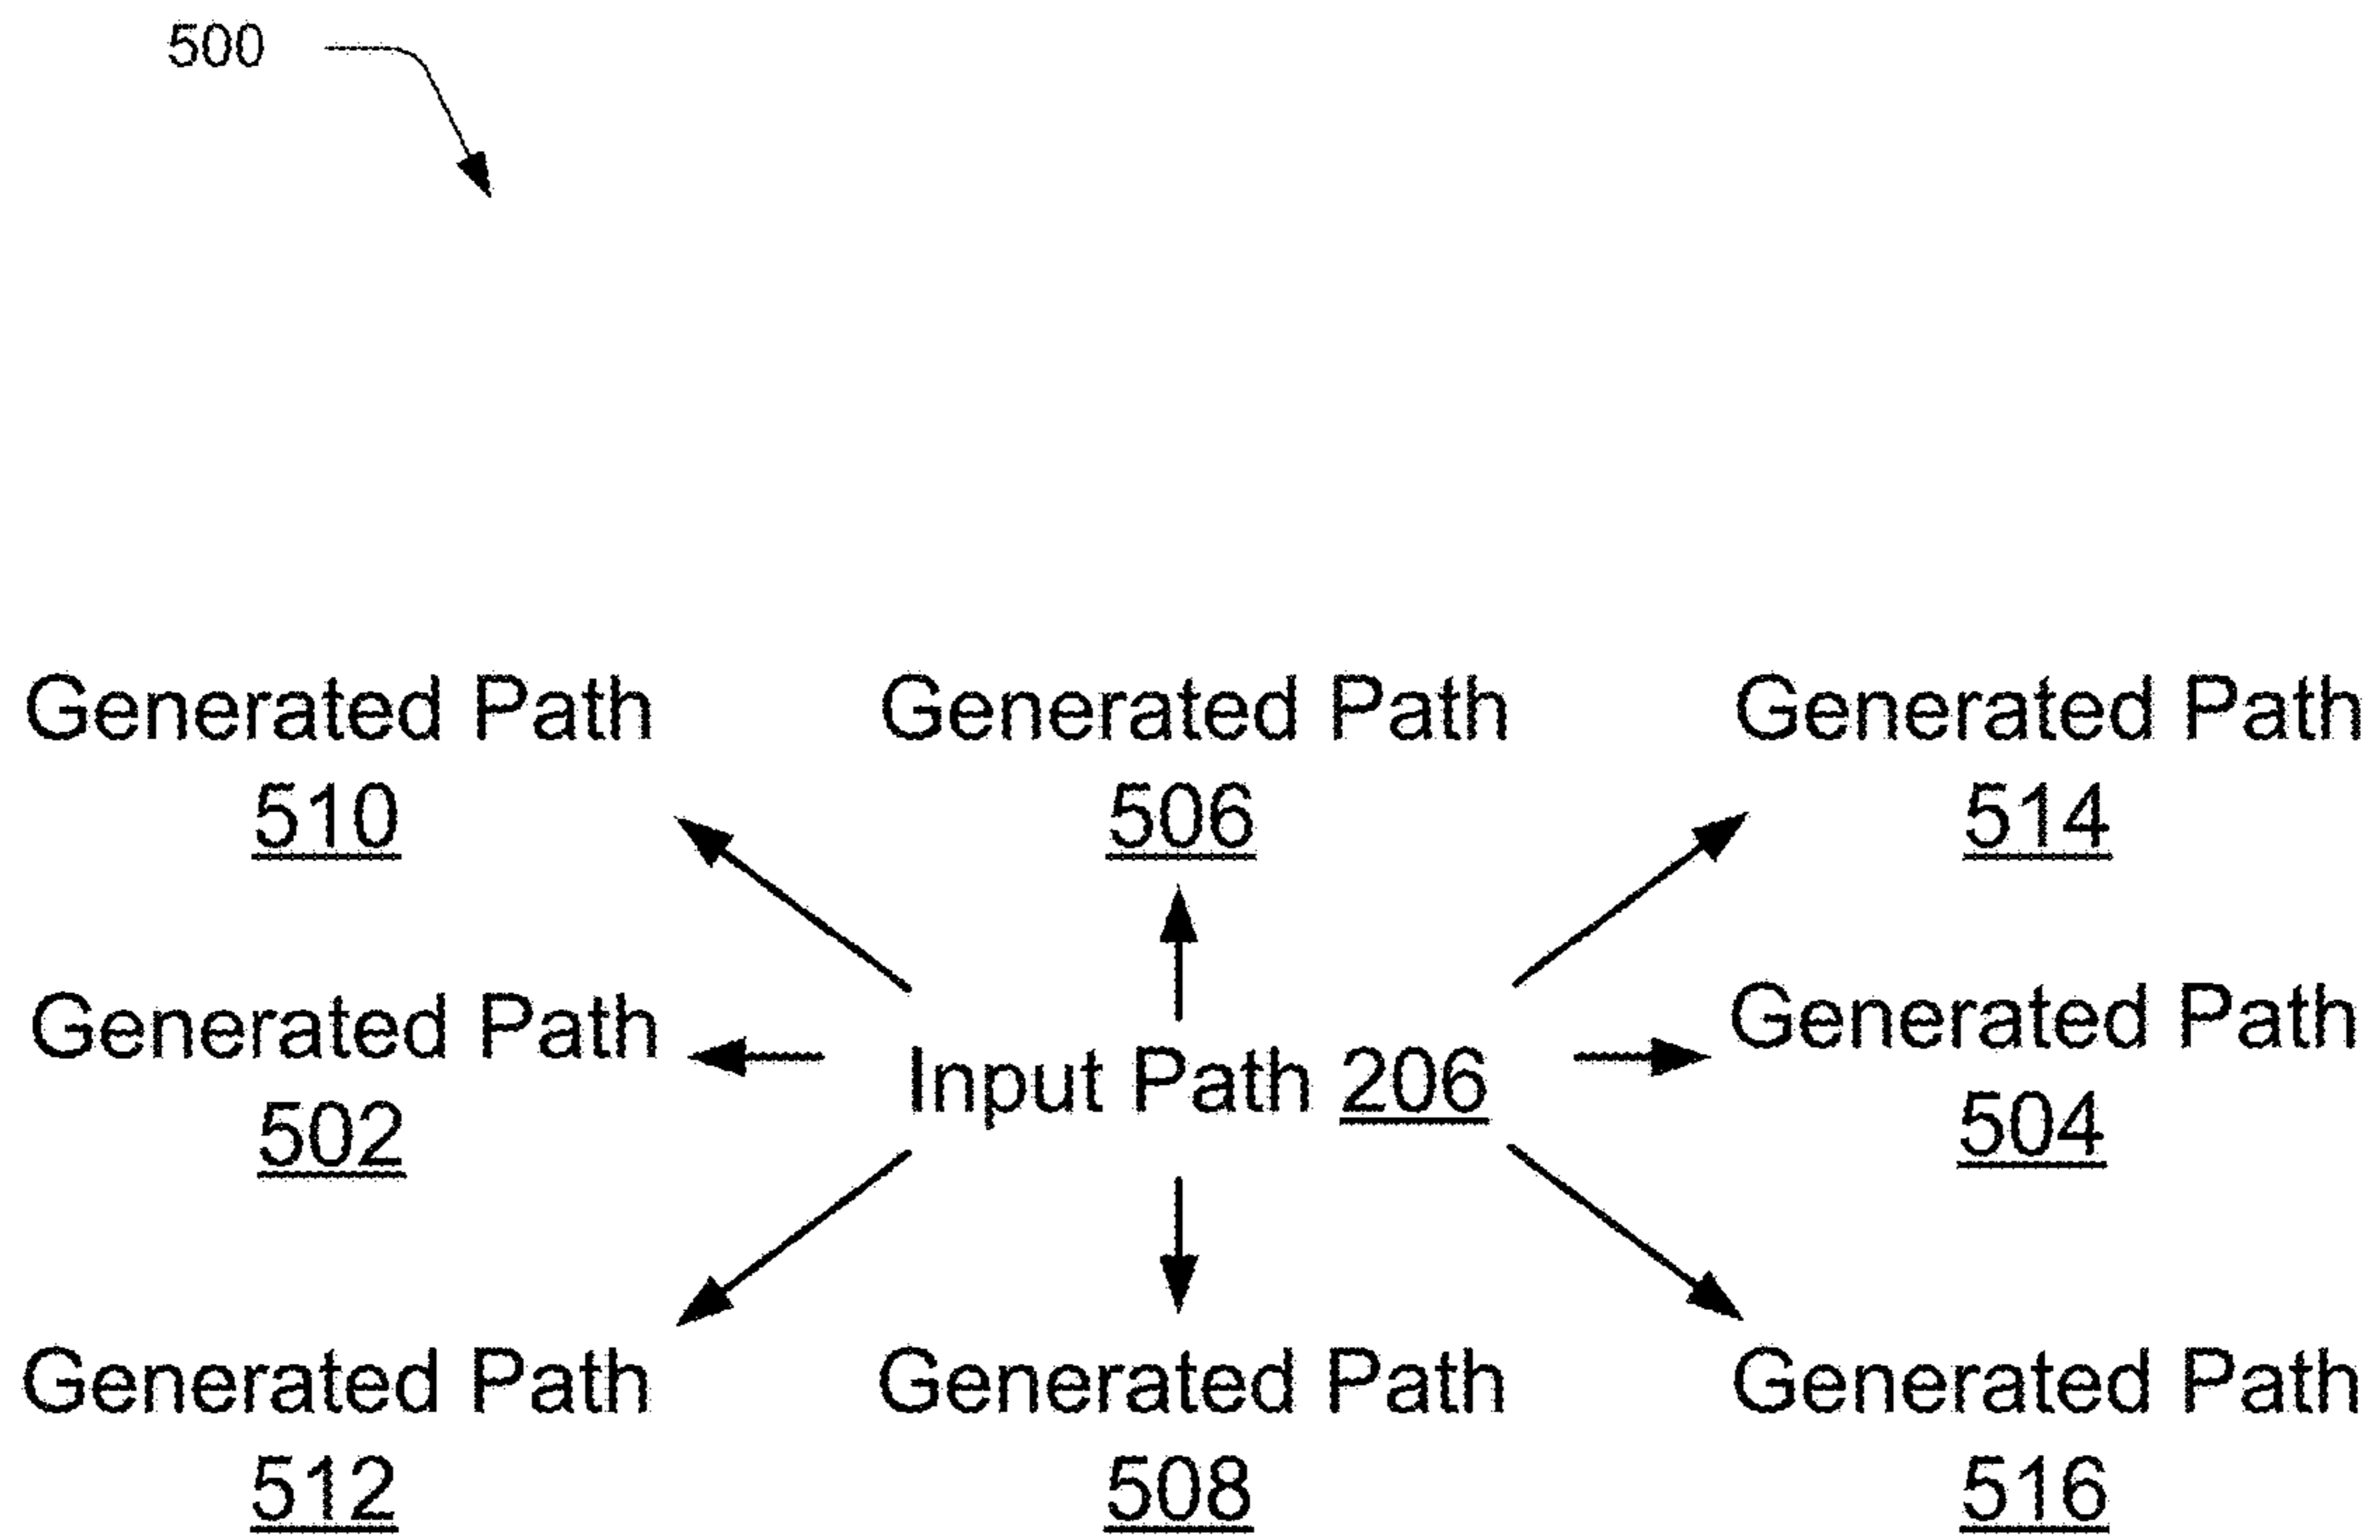 500
Generated Path
510
Generated Path
506
Generated Path
514
Generated Path
502
Input Path 206
Generated Path
504
Generated Path
512
Generated Path
508
Generated Path
516